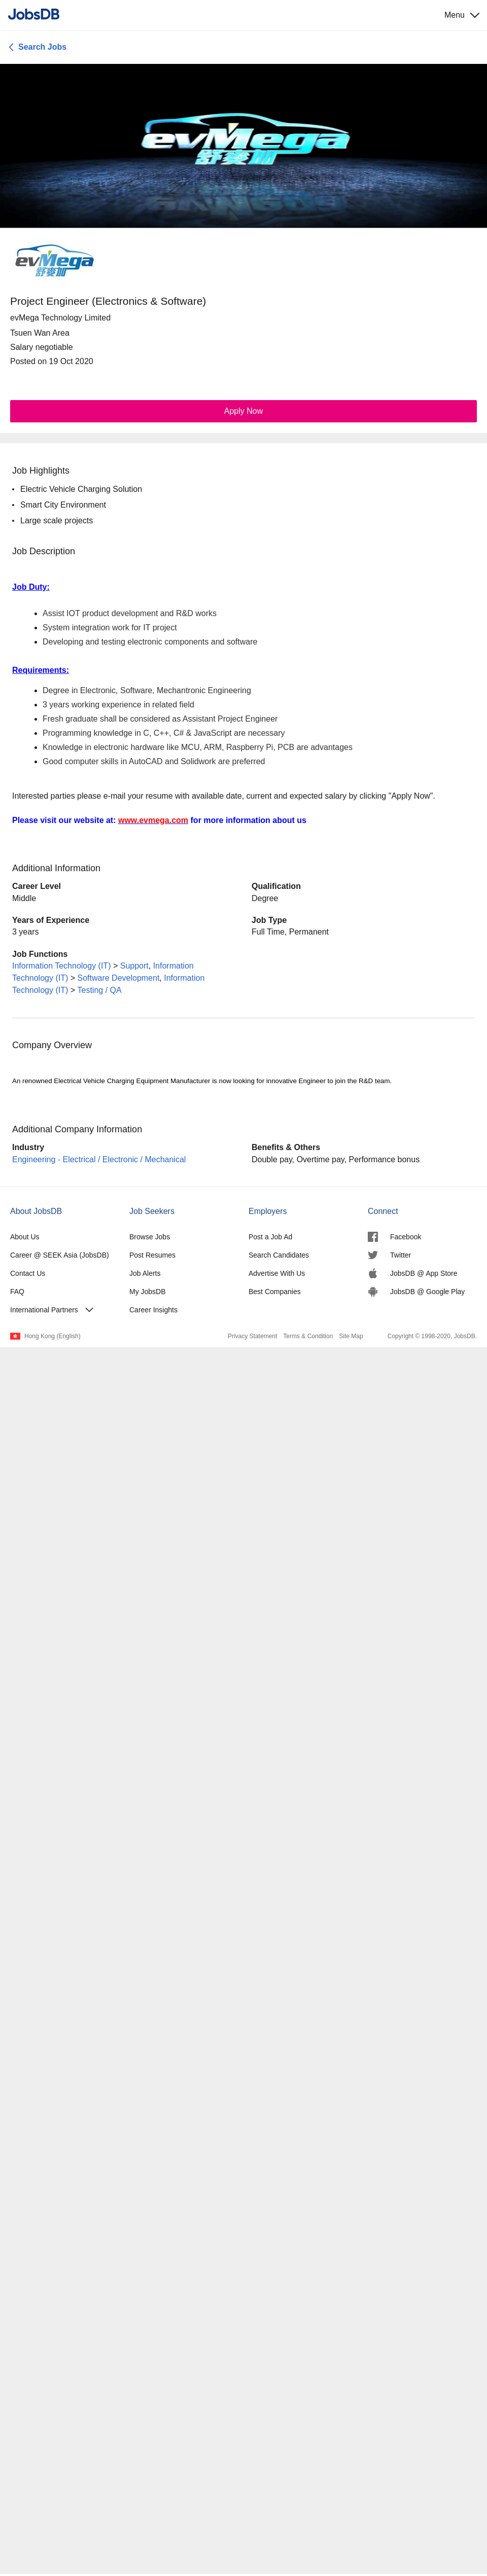 JobsDB
Menu
Search Jobs
evMega
舒麥加
evMega
舒麥加
Project Engineer (Electronics & Software)
evMega Technology Limited
Tsuen Wan Area
Salary negotiable
Posted on 19 Oct 2020
Apply Now
Job Highlights
• Electric Vehicle Charging Solution
• Smart City Environment
• Large scale projects
Job Description
Job Duty:
• Assist IOT product development and R&D works
• System integration work for IT project
• Developing and testing electronic components and software
Requirements:
• Degree in Electronic, Software, Mechantronic Engineering
• 3 years working experience in related field
• Fresh graduate shall be considered as Assistant Project Engineer
• Programming knowledge in C, C++, C# & JavaScript are necessary
• Knowledge in electronic hardware like MCU, ARM, Raspberry Pi, PCB are advantages
• Good computer skills in AutoCAD and Solidwork are preferred
Interested parties please e-mail your resume with available date, current and expected salary by clicking "Apply Now".
Please visit our website at: www.evmega.com for more information about us
Additional Information
Career Level
Middle
Qualification
Degree
Years of Experience
3 years
Job Type
Full Time, Permanent
Job Functions
Information Technology (IT) > Support, Information
Technology (IT) > Software Development, Information
Technology (IT) > Testing / QA
Company Overview
An renowned Electrical Vehicle Charging Equipment Manufacturer is now looking for innovative Engineer to join the R&D team.
Additional Company Information
Industry
Engineering - Electrical / Electronic / Mechanical
Benefits & Others
Double pay, Overtime pay, Performance bonus
About JobsDB
About Us
Career @ SEEK Asia (JobsDB)
Contact Us
FAQ
International Partners
Job Seekers
Browse Jobs
Post Resumes
Job Alerts
My JobsDB
Career Insights
Employers
Post a Job Ad
Search Candidates
Advertise With Us
Best Companies
Connect
Facebook
Twitter
JobsDB @ App Store
JobsDB @ Google Play
Hong Kong (English)
Privacy Statement Terms & Condition Site Map Copyright © 1998-2020, JobsDB.